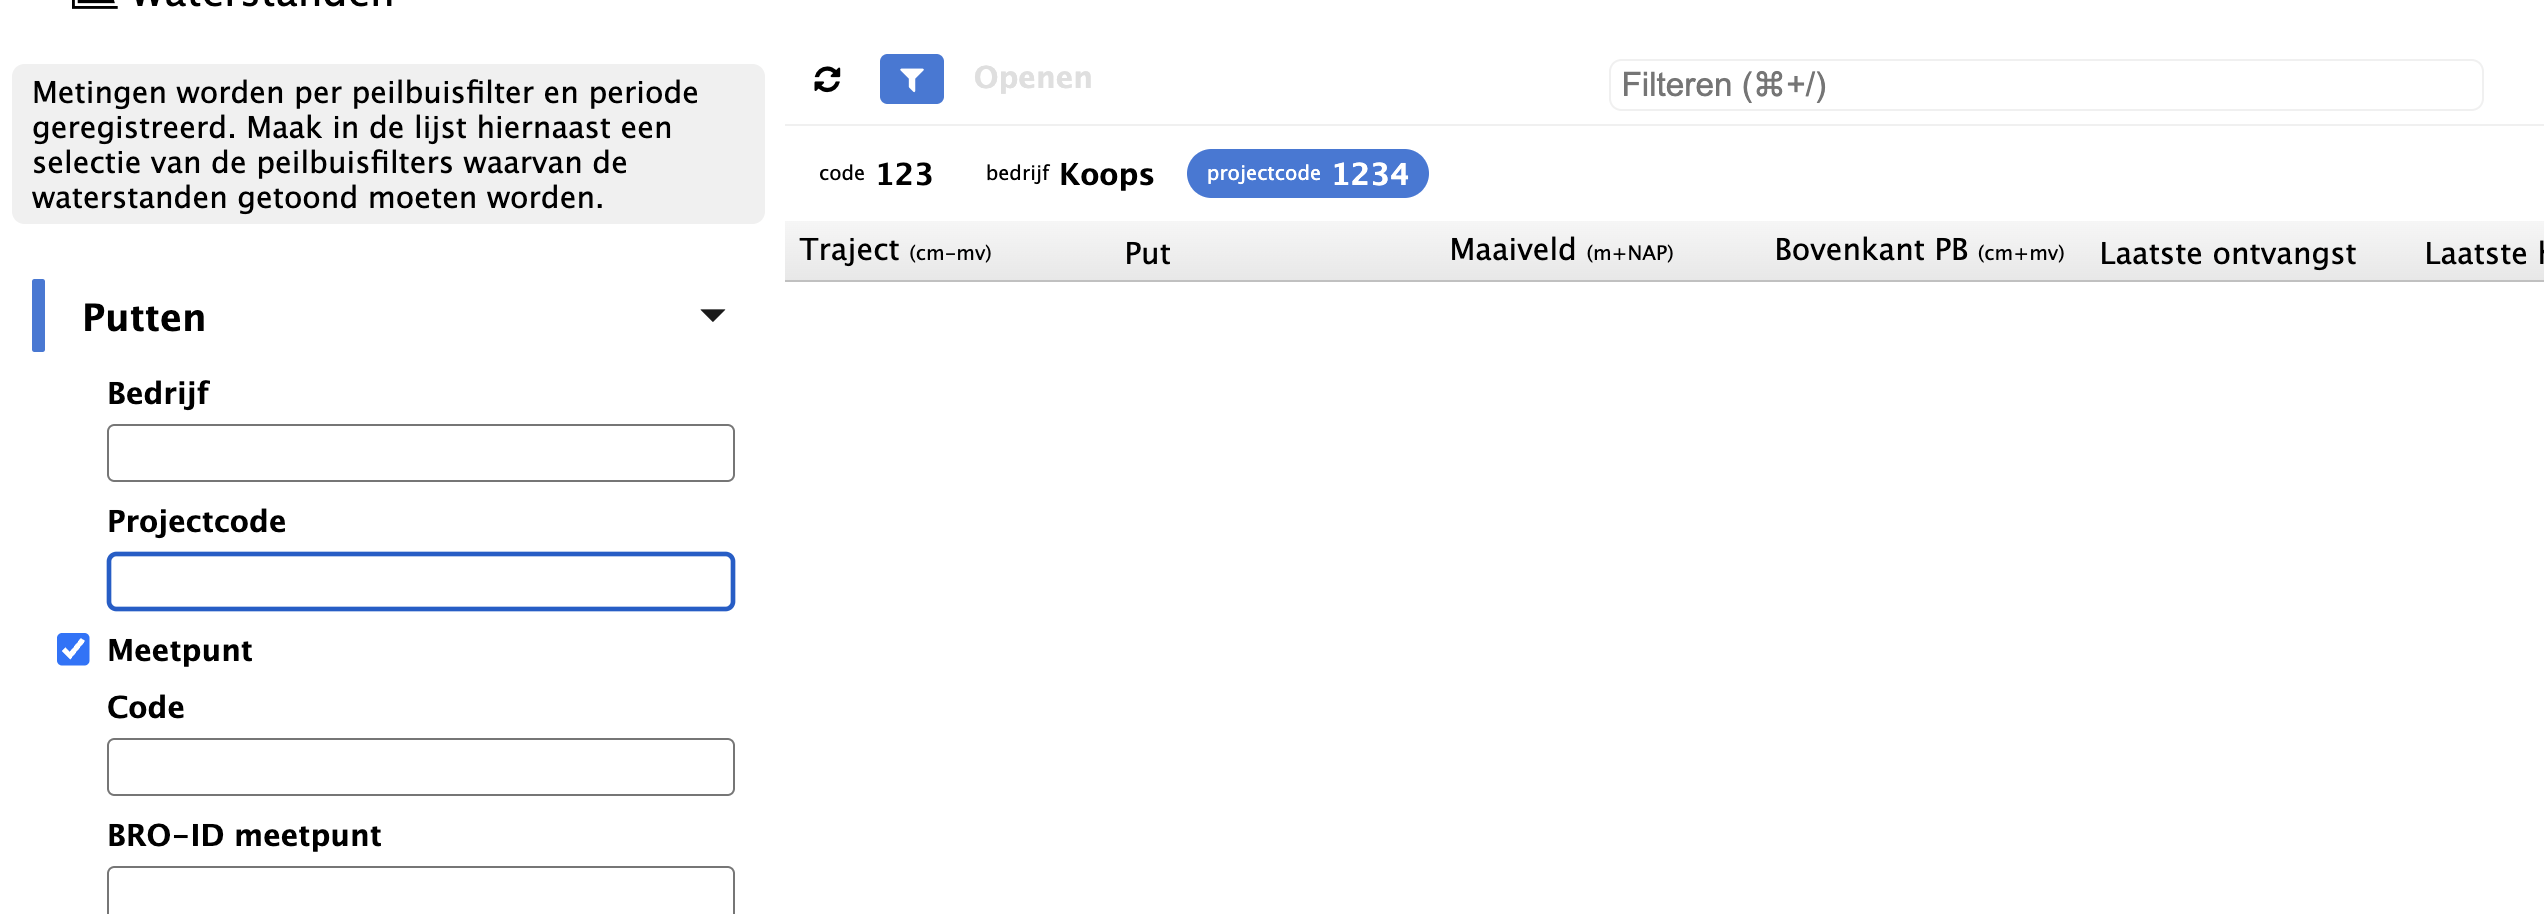 Waterstanden
Metingen worden per peilbuisfilter en periode
geregistreerd. Maak in de lijst hiernaast een
selectie van de peilbuisfilters waarvan de
waterstanden getoond moeten worden.
Putten
Bedrijf
Projectcode
Meetpunt
Code
BRO-ID meetpunt
Openen
Filteren (⌘+/)
code 123 bedrijf Koops projectcode 1234
Traject (cm-mv) Put Maaiveld (m+NAP) Bovenkant PB (cm+mv) Laatste ontvangst Laatste